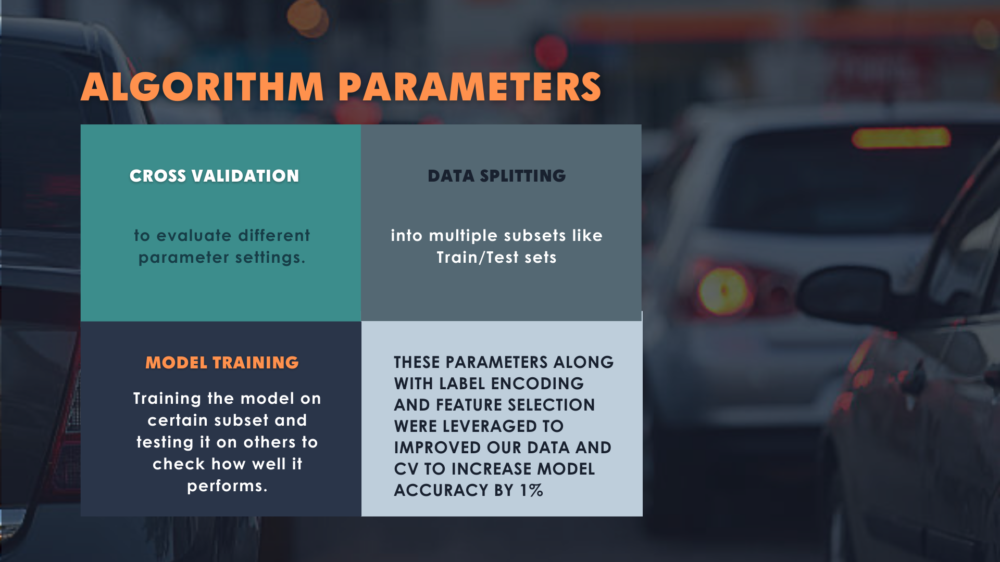 ALGORITHM PARAMETERS
CROSS VALIDATION
to evaluate different
parameter settings.
DATA SPLITTING
into multiple subsets like
Train/Test sets
MODEL TRAINING
Training the model on
certain subset and
testing it on others to
check how well it
performs.
THESE PARAMETERS ALONG
WITH LABEL ENCODING
AND FEATURE SELECTION
WERE LEVERAGED TO
IMPROVED OUR DATA AND
CV TO INCREASE MODEL
ACCURACY BY 1%